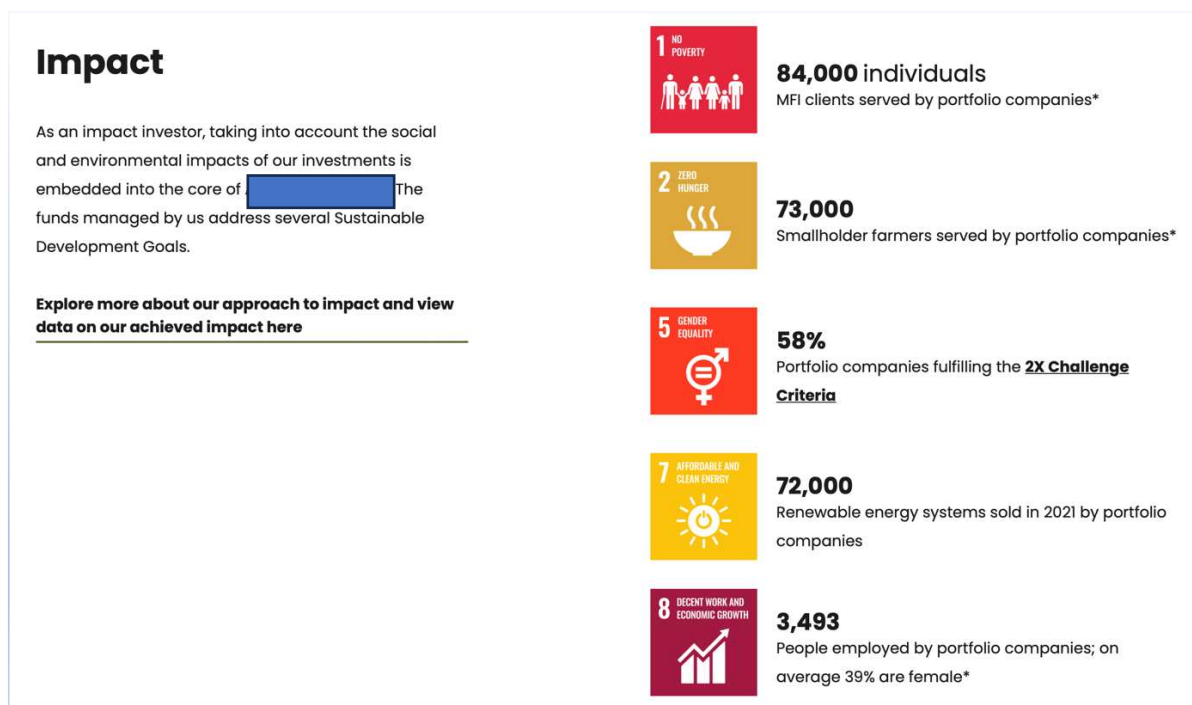 Impact
As an impact investor, taking into account the social
and environmental impacts of our investments is
embedded into the core of The
funds managed by us address several Sustainable
Development Goals.
Explore more about our approach to impact and view
data on our achieved impact here
1 NO
POVERTY
84,000 individuals
MFI clients served by portfolio companies*
2 ZERO
HUNGER
73,000
Smallholder farmers served by portfolio companies*
5 GENDER
EQUALITY
58%
Portfolio companies fulfilling the 2X Challenge
Criteria
7 AFFORDABLE AND
CLEAN ENERGY
72,000
Renewable energy systems sold in 2021 by portfolio
companies
8 DECENT WORK AND
ECONOMIC GROWTH
3,493
People employed by portfolio companies; on
average 39% are female*